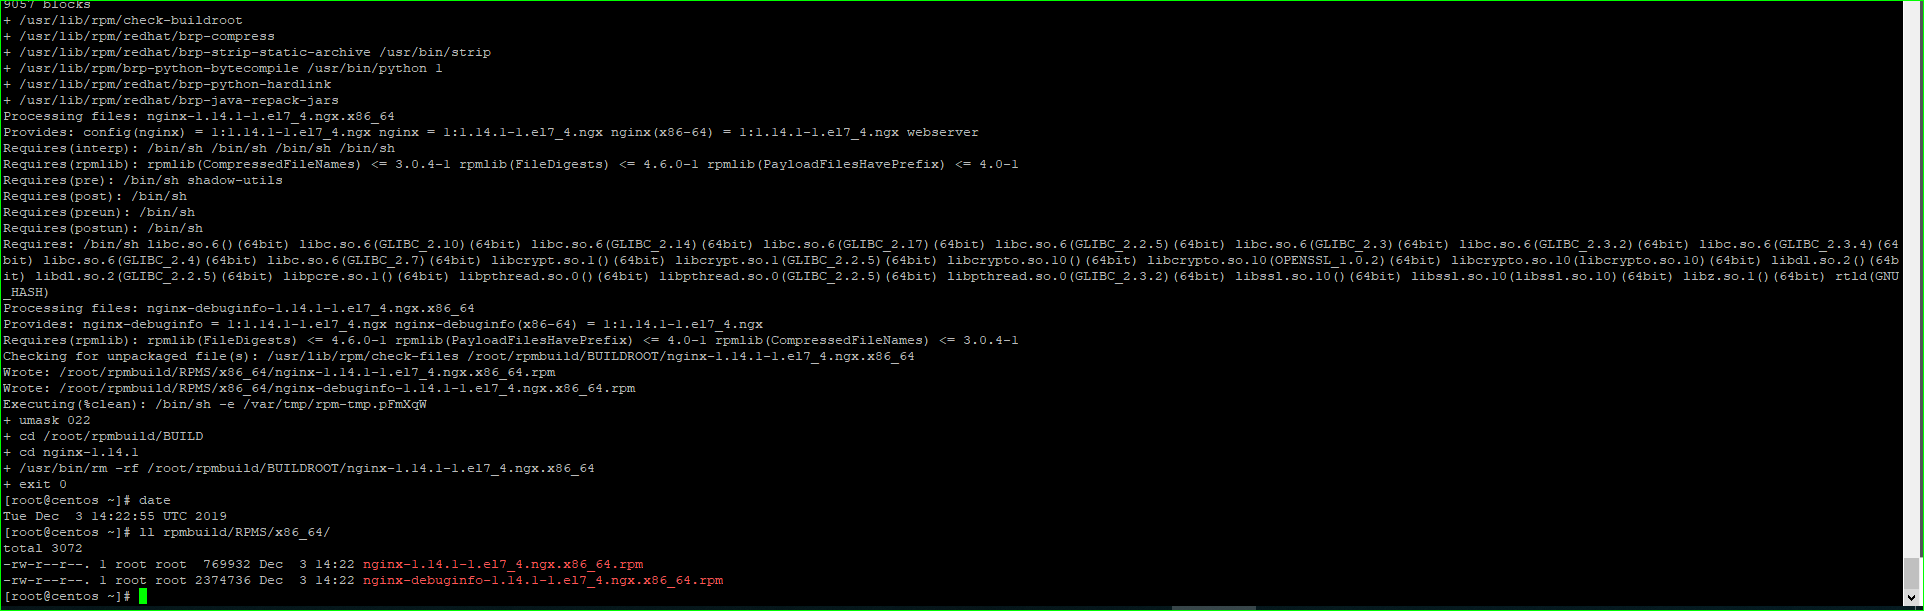 9057 blocks
+ /usr/lib/rpm/check-buildroot
+ /usr/lib/rpm/redhat/brp-compress
+ /usr/lib/rpm/redhat/brp-strip-static-archive /usr/bin/strip
+ /usr/lib/rpm/brp-python-bytecompile /usr/bin/python 1
+ /usr/lib/rpm/redhat/brp-python-hardlink
+ /usr/lib/rpm/redhat/brp-java-repack-jars
Processing files: nginx-1.14.1-1.el7_4.ngx.x86_64
Provides: config(nginx) = 1:1.14.1-1.el7_4.ngx nginx = 1:1.14.1-1.el7_4.ngx nginx(x86-64) = 1:1.14.1-1.el7_4.ngx webserver
Requires(interp): /bin/sh /bin/sh /bin/sh /bin/sh
Requires(rpmlib): rpmlib(CompressedFileNames) <= 3.0.4-1 rpmlib(FileDigests) <= 4.6.0-1 rpmlib(PayloadFilesHavePrefix) <= 4.0-1
Requires(pre): /bin/sh shadow-utils
Requires(post): /bin/sh
Requires(preun): /bin/sh
Requires(postun): /bin/sh
Requires: /bin/sh libc.so.6()(64bit) libc.so.6(GLIBC_2.10)(64bit) libc.so.6(GLIBC_2.14)(64bit) libc.so.6(GLIBC_2.17)(64bit) libc.so.6(GLIBC_2.2.5)(64bit) libc.so.6(GLIBC_2.3)(64bit) libc.so.6(GLIBC_2.3.2)(64bit) libc.so.6(GLIBC_2.3.4)(64
bit) libc.so.6(GLIBC_2.4)(64bit) libc.so.6(GLIBC_2.7)(64bit) libcrypt.so.1()(64bit) libcrypt.so.1(GLIBC_2.2.5)(64bit) libcrypto.so.10()(64bit) libcrypto.so.10(OPENSSL_1.0.2)(64bit) libcrypto.so.10(libcrypto.so.10)(64bit) libdl.so.2()(64b
it) libdl.so.2(GLIBC_2.2.5)(64bit) libpcre.so.1()(64bit) libpthread.so.0()(64bit) libpthread.so.0(GLIBC_2.2.5)(64bit) libpthread.so.0(GLIBC_2.3.2)(64bit) libssl.so.10()(64bit) libssl.so.10(libssl.so.10)(64bit) libz.so.1()(64bit) rtld(GNU
_HASH)
Processing files: nginx-debuginfo-1.14.1-1.el7_4.ngx.x86_64
Provides: nginx-debuginfo = 1:1.14.1-1.el7_4.ngx nginx-debuginfo(x86-64) = 1:1.14.1-1.el7_4.ngx
Requires(rpmlib): rpmlib(FileDigests) <= 4.6.0-1 rpmlib(PayloadFilesHavePrefix) <= 4.0-1 rpmlib(CompressedFileNames) <= 3.0.4-1
Checking for unpackaged file(s): /usr/lib/rpm/check-files /root/rpmbuild/BUILDROOT/nginx-1.14.1-1.el7_4.ngx.x86_64
Wrote: /root/rpmbuild/RPMS/x86_64/nginx-1.14.1-1.el7_4.ngx.x86_64.rpm
Wrote: /root/rpmbuild/RPMS/x86_64/nginx-debuginfo-1.14.1-1.el7_4.ngx.x86_64.rpm
Executing(%clean): /bin/sh -e /var/tmp/rpm-tmp.pFmXqW
+ umask 022
+ cd /root/rpmbuild/BUILD
+ cd nginx-1.14.1
+ /usr/bin/rm -rf /root/rpmbuild/BUILDROOT/nginx-1.14.1-1.el7_4.ngx.x86_64
+ exit 0
[root@centos ~]# date
Tue Dec  3 14:22:55 UTC 2019
[root@centos ~]# ll rpmbuild/RPMS/x86_64/
total 3072
-rw-r--r--. 1 root root  769932 Dec  3 14:22 nginx-1.14.1-1.el7_4.ngx.x86_64.rpm
-rw-r--r--. 1 root root 2374736 Dec  3 14:22 nginx-debuginfo-1.14.1-1.el7_4.ngx.x86_64.rpm
[root@centos ~]#